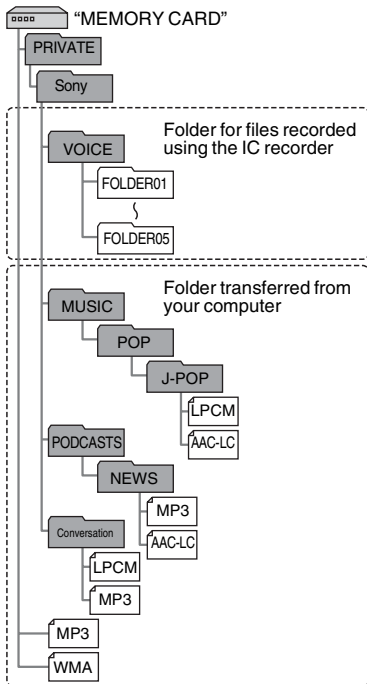 “MEMORY CARD”
PRIVATE
Sony
Folder for files recorded
using the IC recorder
VOICE
FOLDER01
FOLDER05
Folder transferred from
your computer
MUSIC
POP
J-POP
LPCM
AAC-LC
PODCASTS
NEWS
MP3
AAC-LC
Conversation
LPCM
MP3
MP3
WMA